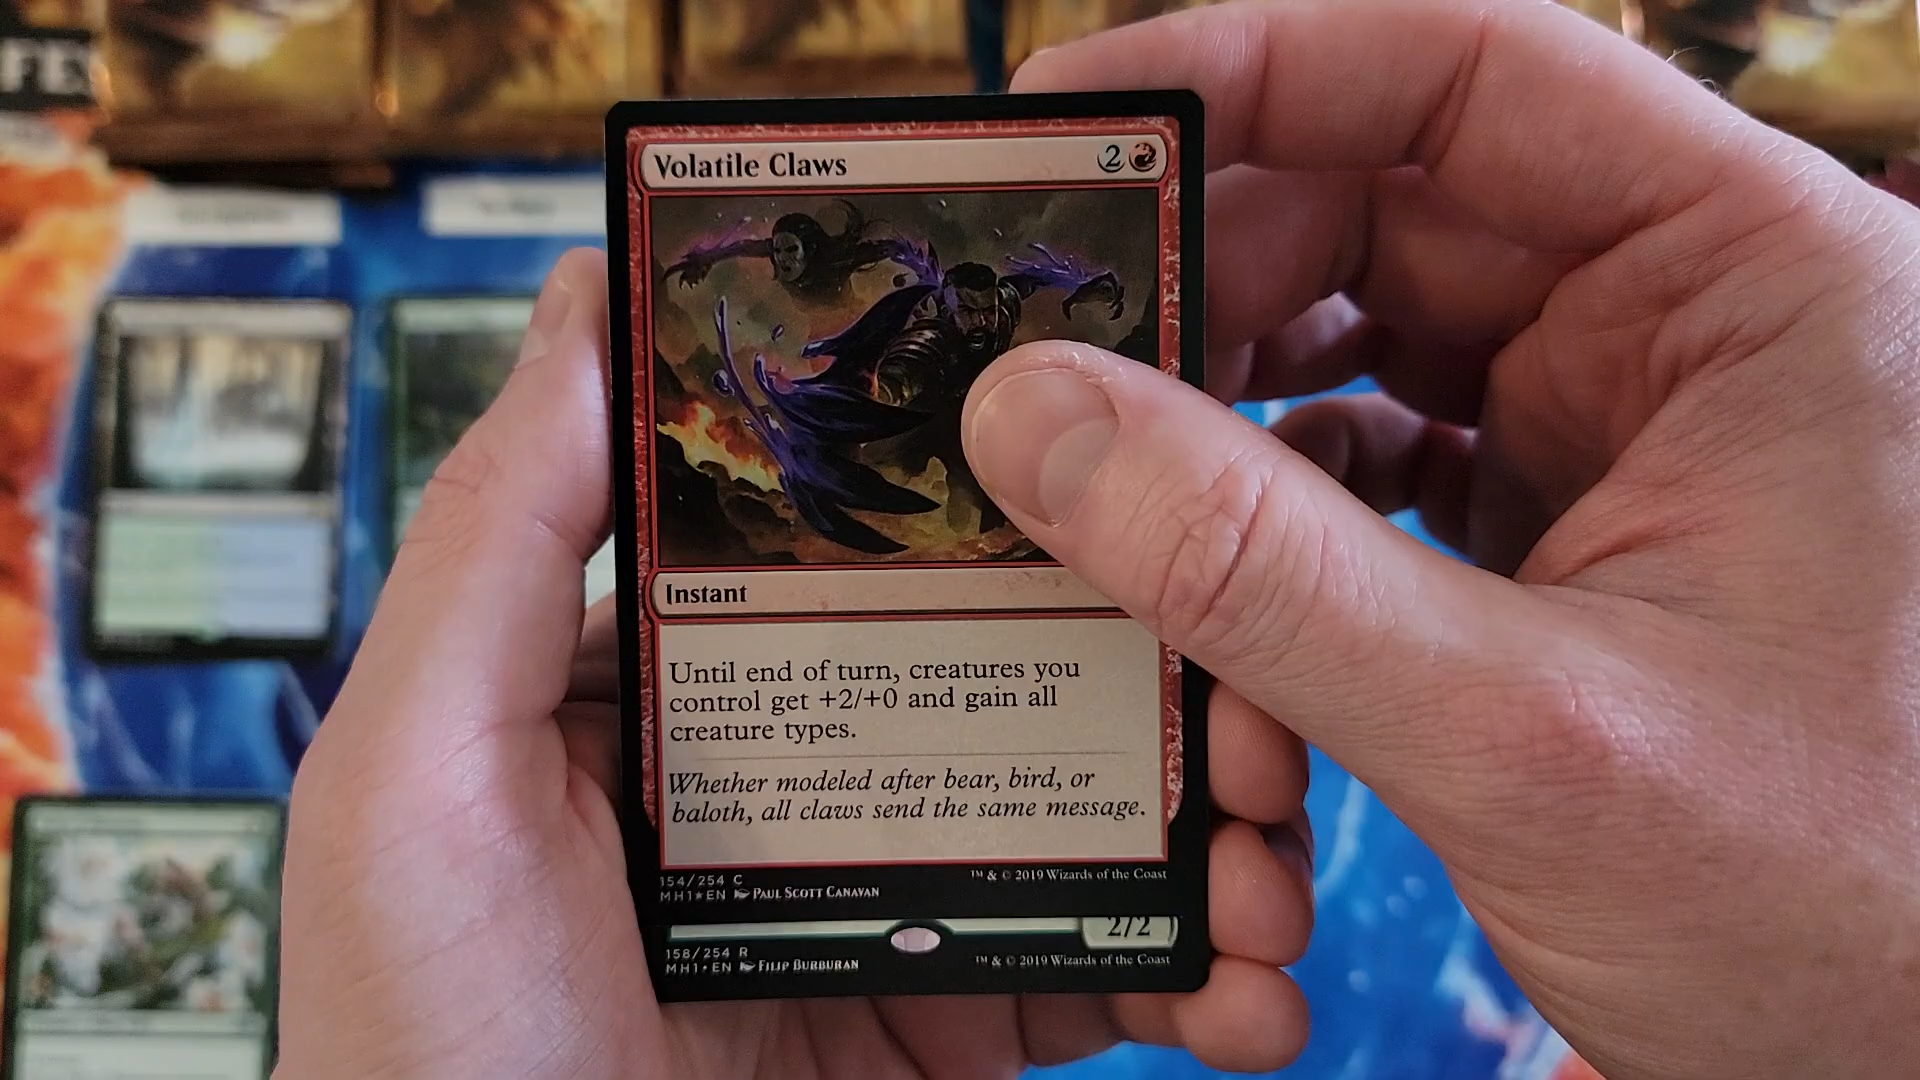 FES
Volatile Claws 2
Instant
Until end of turn, creatures you
control get +2/+0 and gain all
creature types.
Whether modeled after bear, bird, or
baloth, all claws send the same message.
154/254 C
MH1★EN PAUL SCOTT CANAVAN
™ & © 2019 Wizards of the Coast
2/2
158/254 R
MH1•EN FILIP BURBURAN
™ & © 2019 Wizards of the Coast